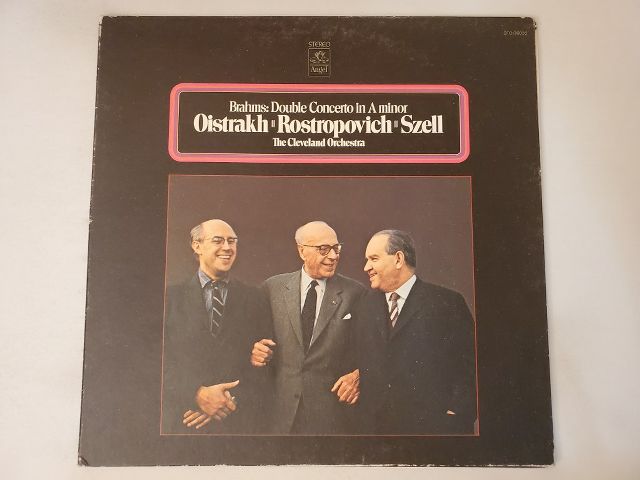 STEREO
Angel
Brahms: Double Concerto in A minor
Oistrakh Rostropovich Szell
The Cleveland Orchestra